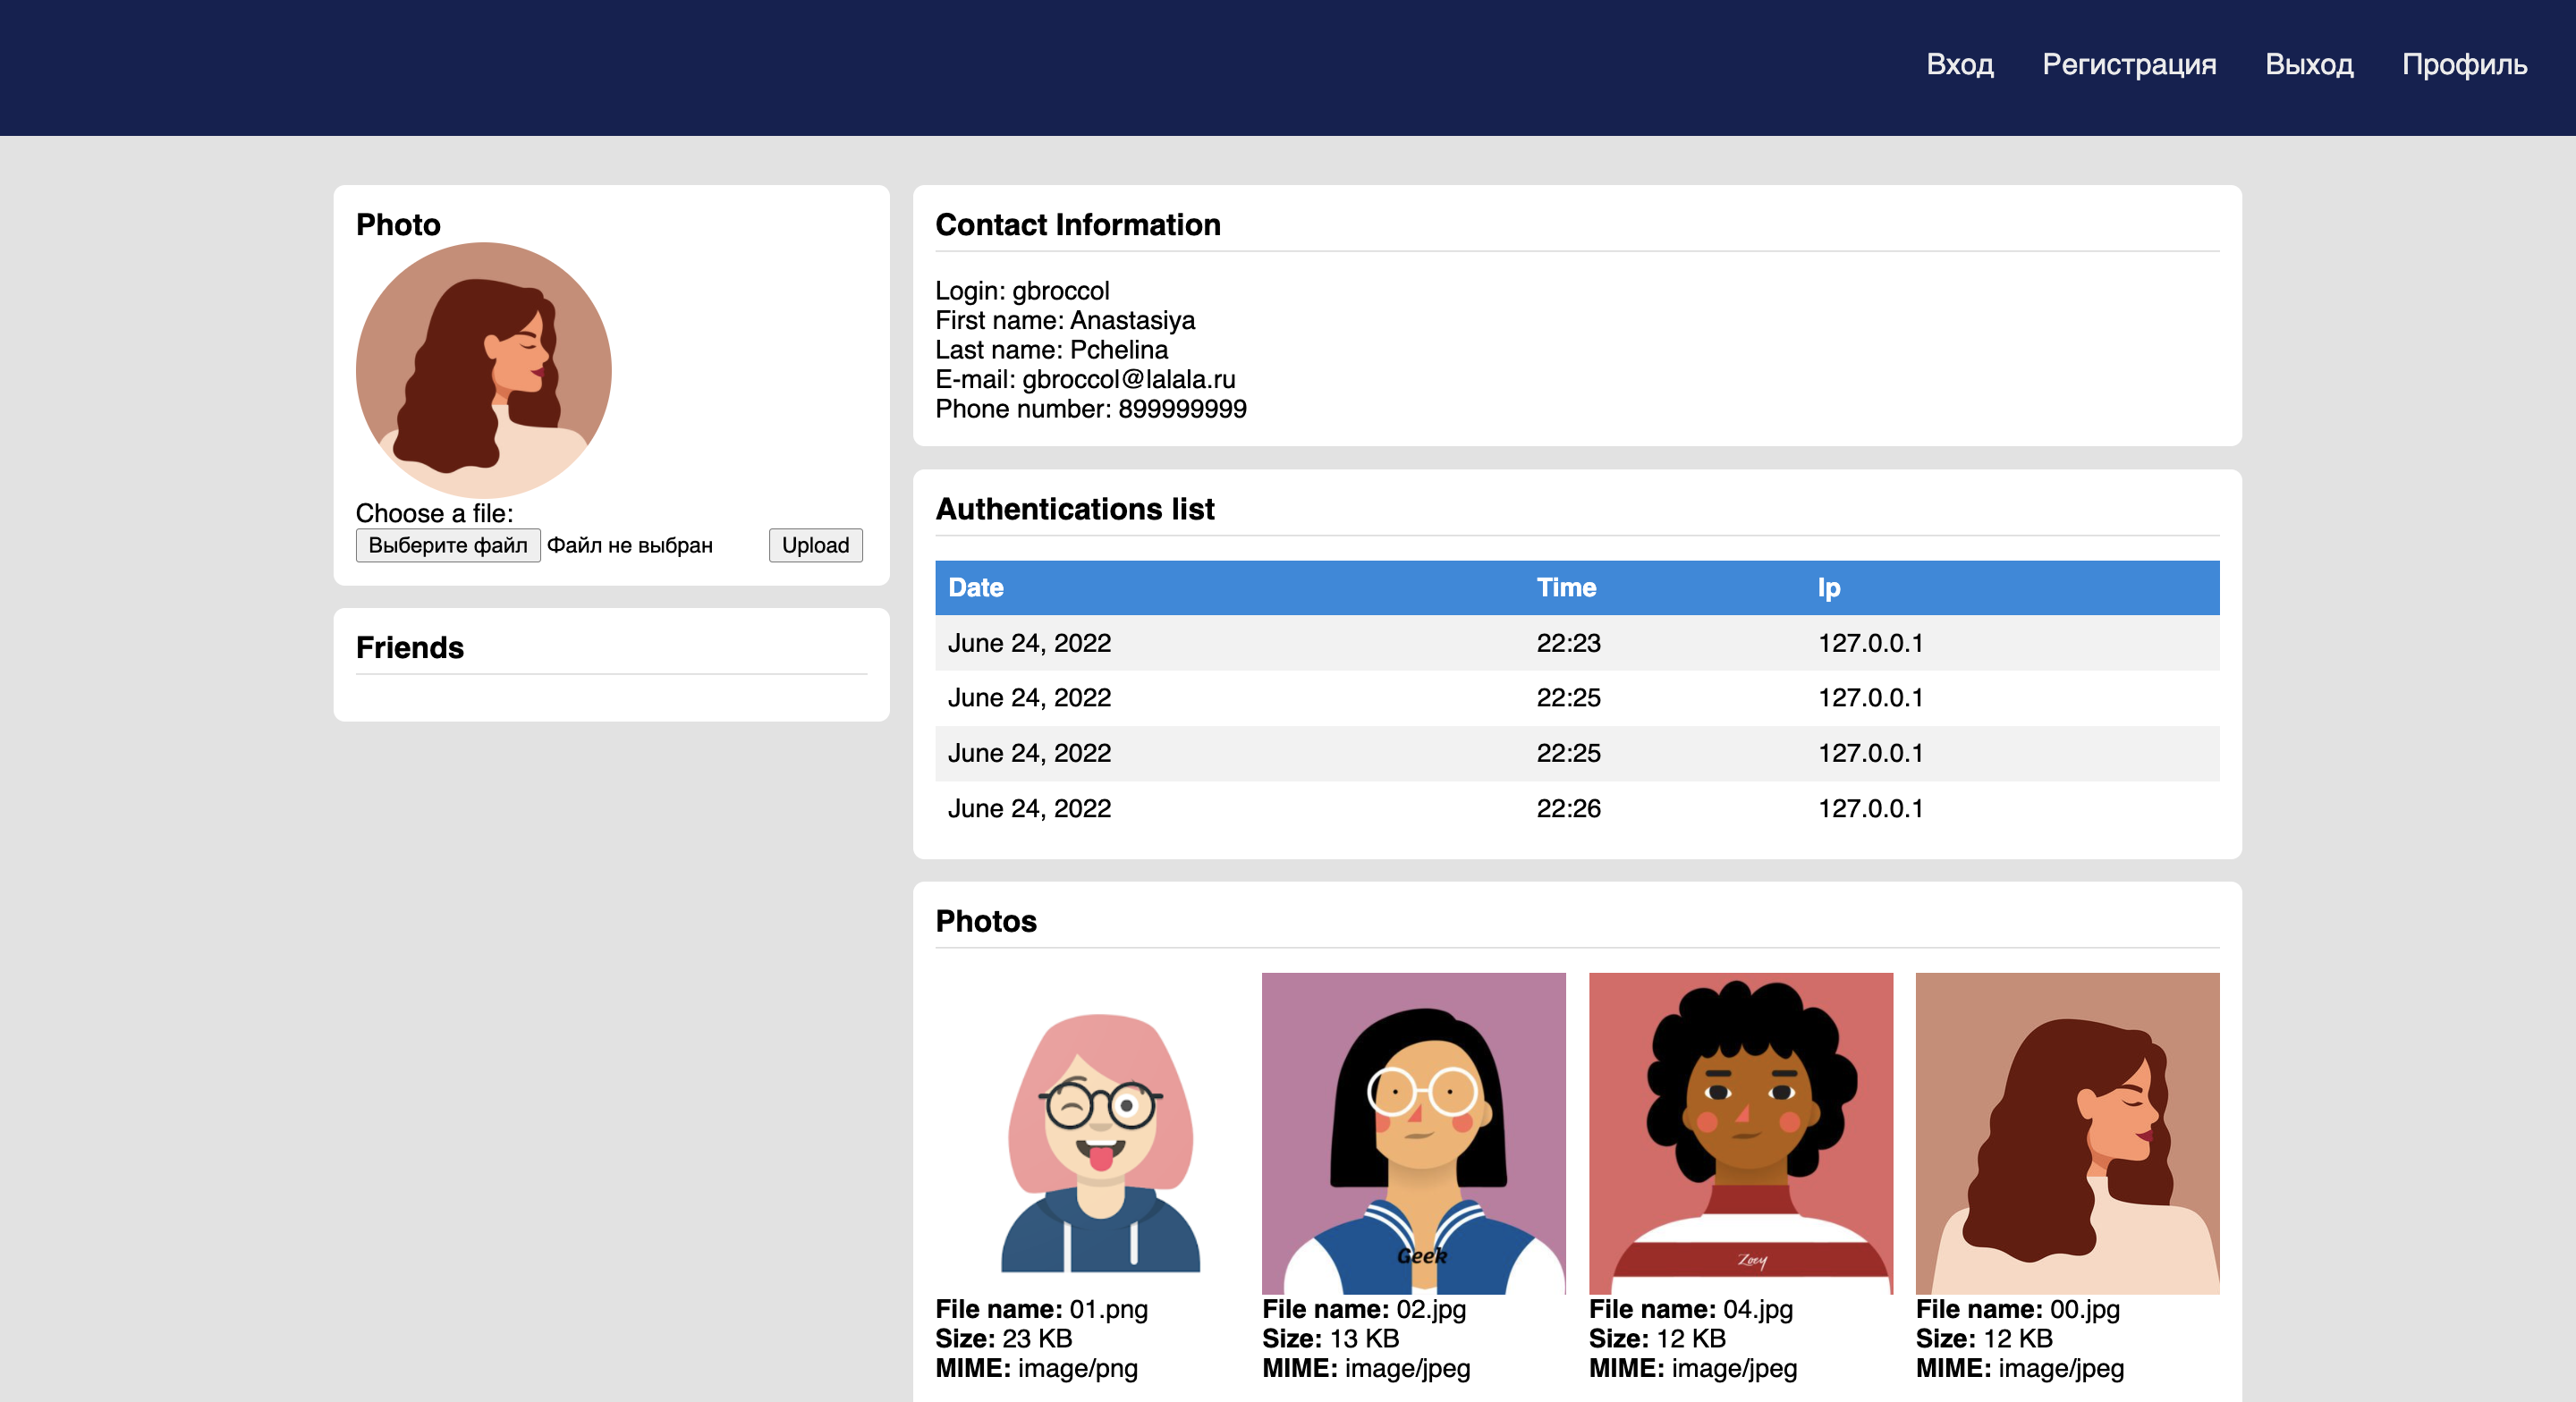 Вход Регистрация Выход Профиль
Photo
Choose a file:
Выберите файл Файл не выбран Upload
Friends
Contact Information
Login: gbroccol
First name: Anastasiya
Last name: Pchelina
E-mail: gbroccol@lalala.ru
Phone number: 899999999
Authentications list
Date Time Ip
June 24, 2022 22:23 127.0.0.1
June 24, 2022 22:25 127.0.0.1
June 24, 2022 22:25 127.0.0.1
June 24, 2022 22:26 127.0.0.1
Photos
Geek
Zoey
File name: 01.png
Size: 23 KB
MIME: image/png
File name: 02.jpg
Size: 13 KB
MIME: image/jpeg
File name: 04.jpg
Size: 12 KB
MIME: image/jpeg
File name: 00.jpg
Size: 12 KB
MIME: image/jpeg